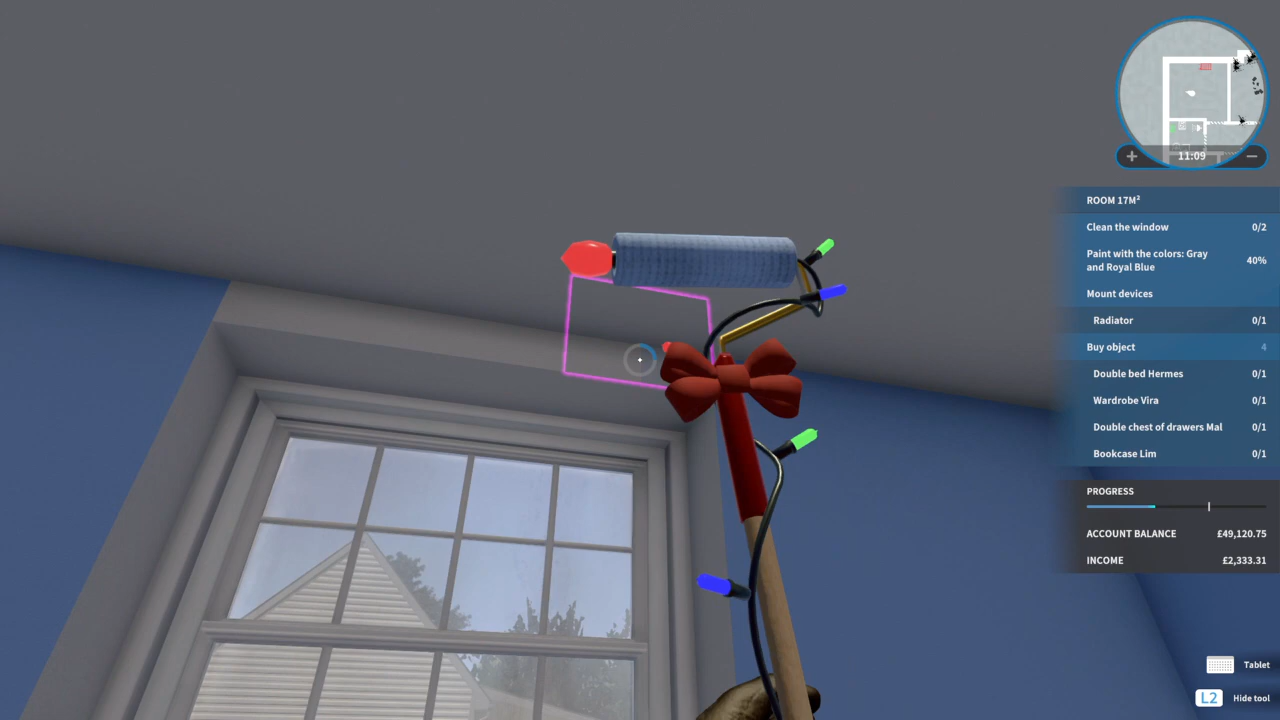 11:09
ROOM 17M²
Clean the window 0/2
Paint with the colors: Gray
and Royal Blue 40%
Mount devices
Radiator 0/1
Buy object 4
Double bed Hermes 0/1
Wardrobe Vira 0/1
Double chest of drawers Mal 0/1
Bookcase Lim 0/1
PROGRESS
ACCOUNT BALANCE £49,120.75
INCOME £2,333.31
Tablet
L2 Hide tool